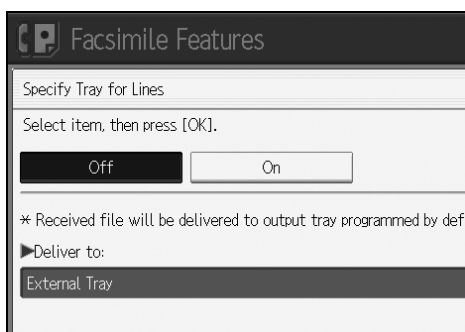 Facsimile Features
Specify Tray for Lines
Select item, then press [OK].
Off On
* Received file will be delivered to output tray programmed by def
▶Deliver to:
External Tray